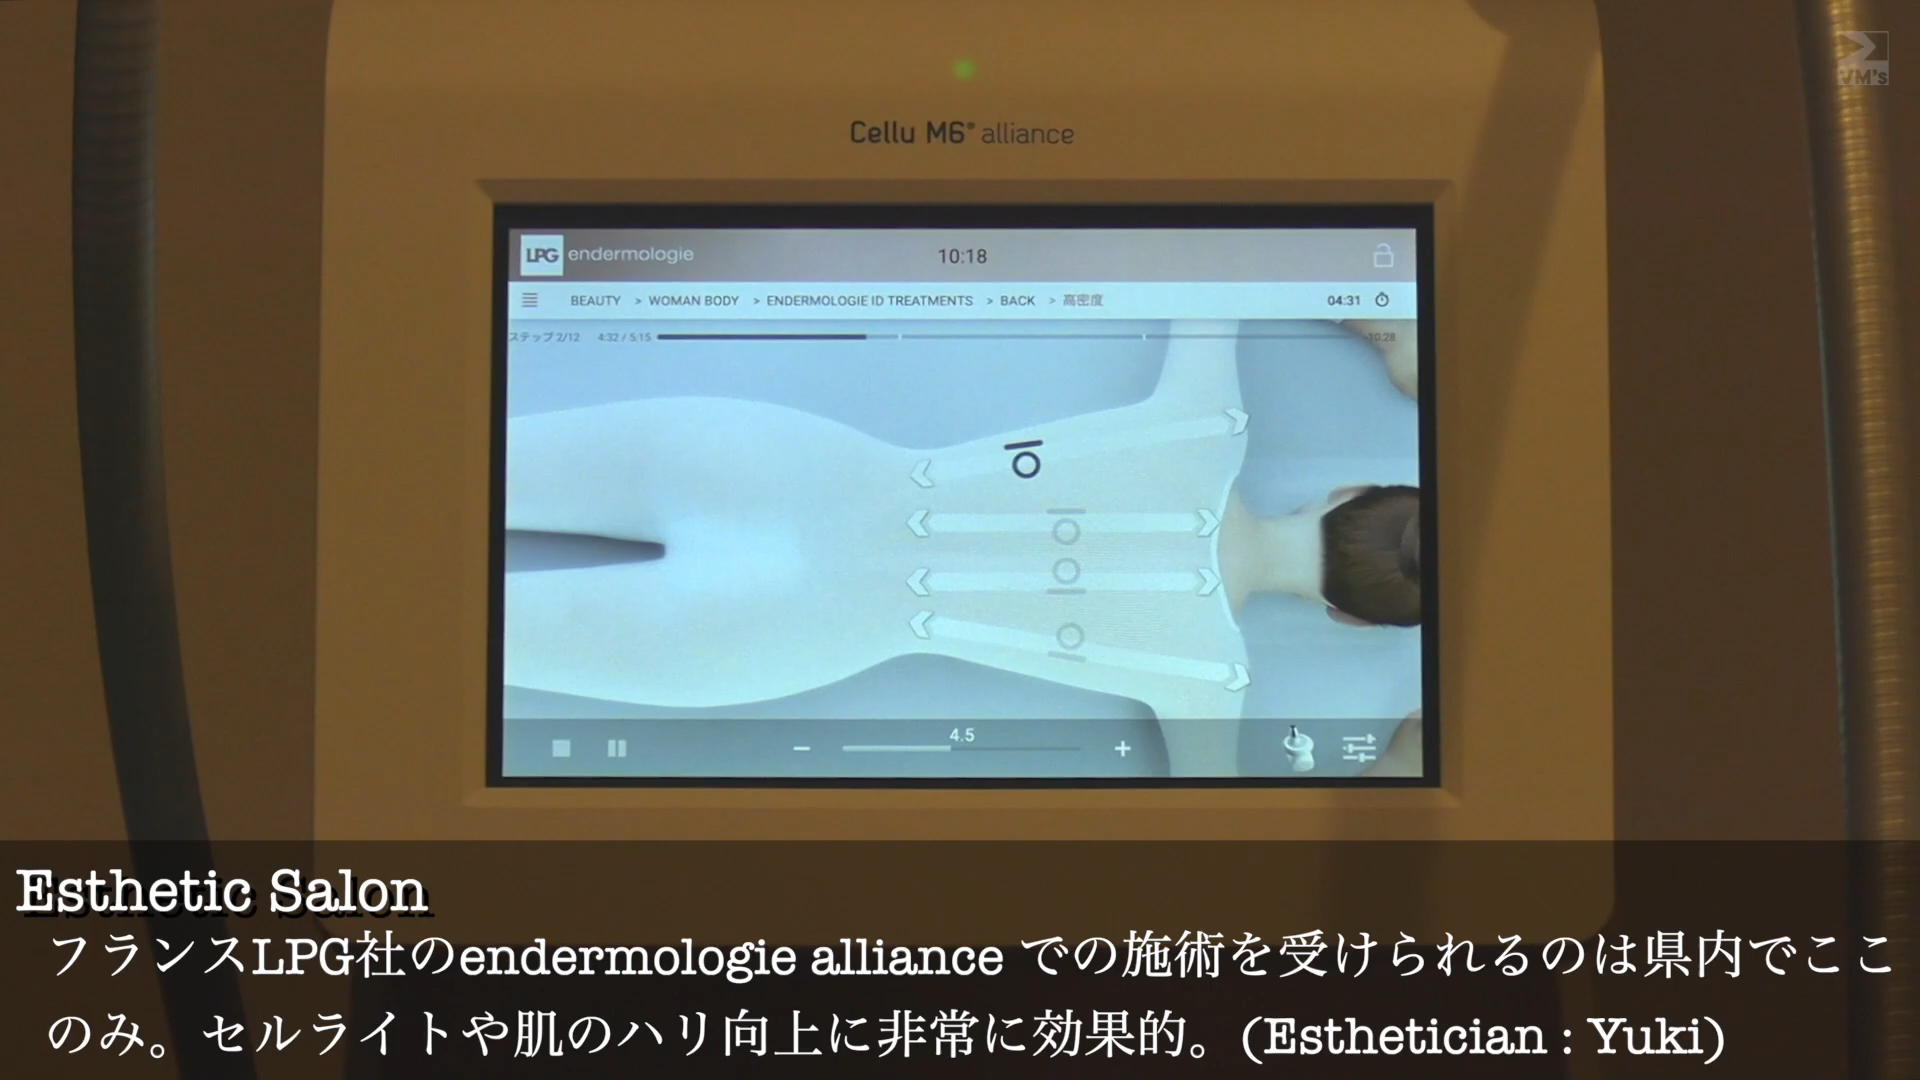 VM's
Cellu M6® alliance
LPG endermologie 10:18
BEAUTY > WOMAN BODY > ENDERMOLOGIE ID TREATMENTS > BACK > 高密度 04:31
ステップ 2/12 4:32 / 5:15 -10:28
4.5
Esthetic Salon
フランスLPG社のendermologie alliance での施術を受けられるのは県内でここ
のみ。セルライトや肌のハリ向上に非常に効果的。(Esthetician : Yuki)